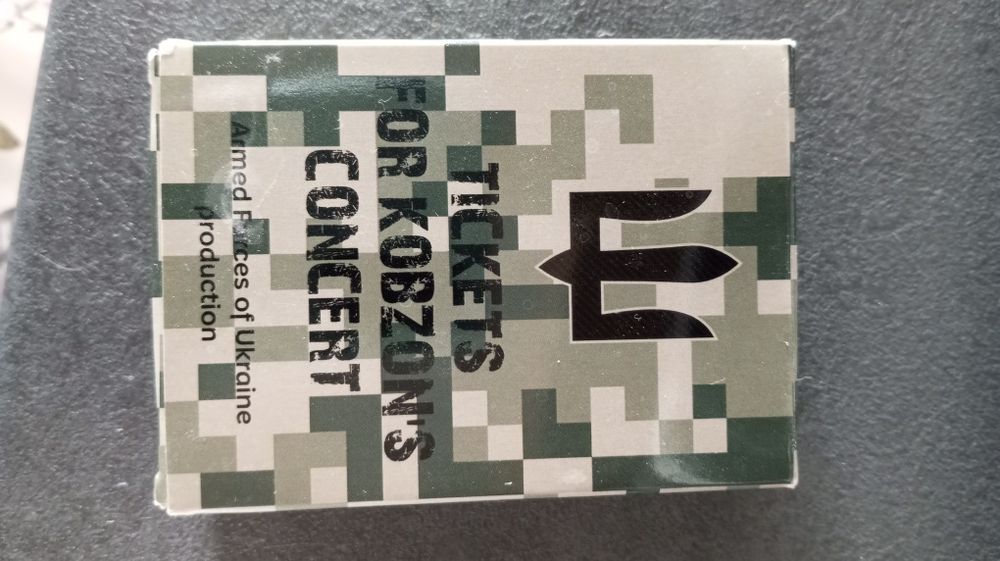 TICKETS
FOR KOBZON'S
CONCERT
Armed Forces of Ukraine
production